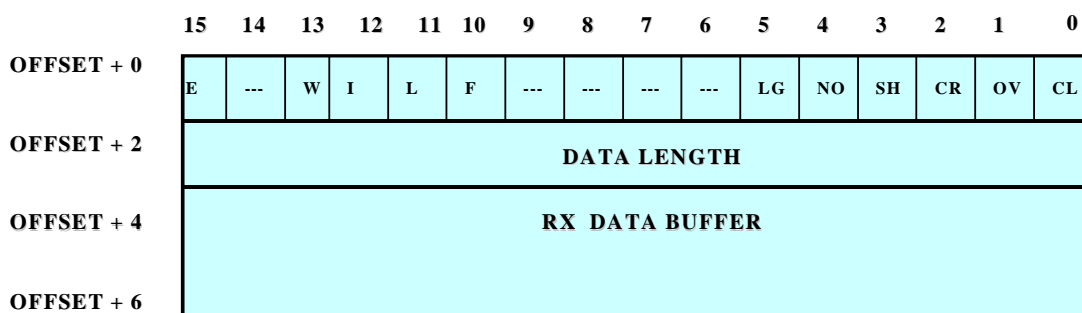 15 14 13 12 11 10 9 8 7 6 5 4 3 2 1 0
OFFSET + 0
E --- W I L F --- --- --- --- LG NO SH CR OV CL
OFFSET + 2
DATA LENGTH
OFFSET + 4
RX DATA BUFFER
OFFSET + 6